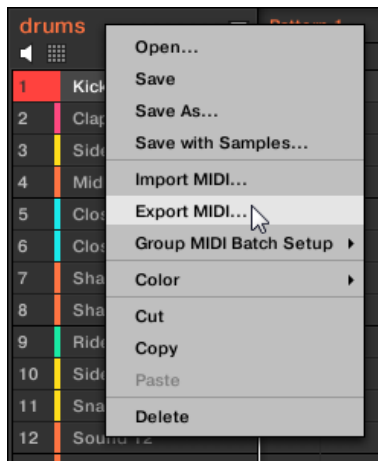 drums
Open...
Save
Save As...
Save with Samples...
Import MIDI...
Export MIDI...
Group MIDI Batch Setup
Color
Cut
Copy
Paste
Delete
1 Kick
2 Clap
3 Side
4 Mid
5 Clos
6 Clos
7 Sha
8 Sha
9 Ride
10 Side
11 Sna
12 Sound 12